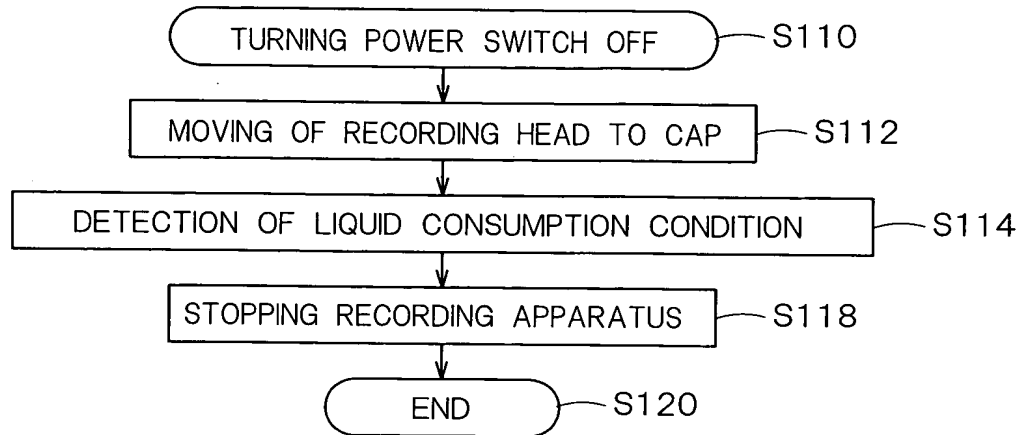 TURNING POWER SWITCH OFF S110
MOVING OF RECORDING HEAD TO CAP S112
DETECTION OF LIQUID CONSUMPTION CONDITION S114
STOPPING RECORDING APPARATUS S118
END S120